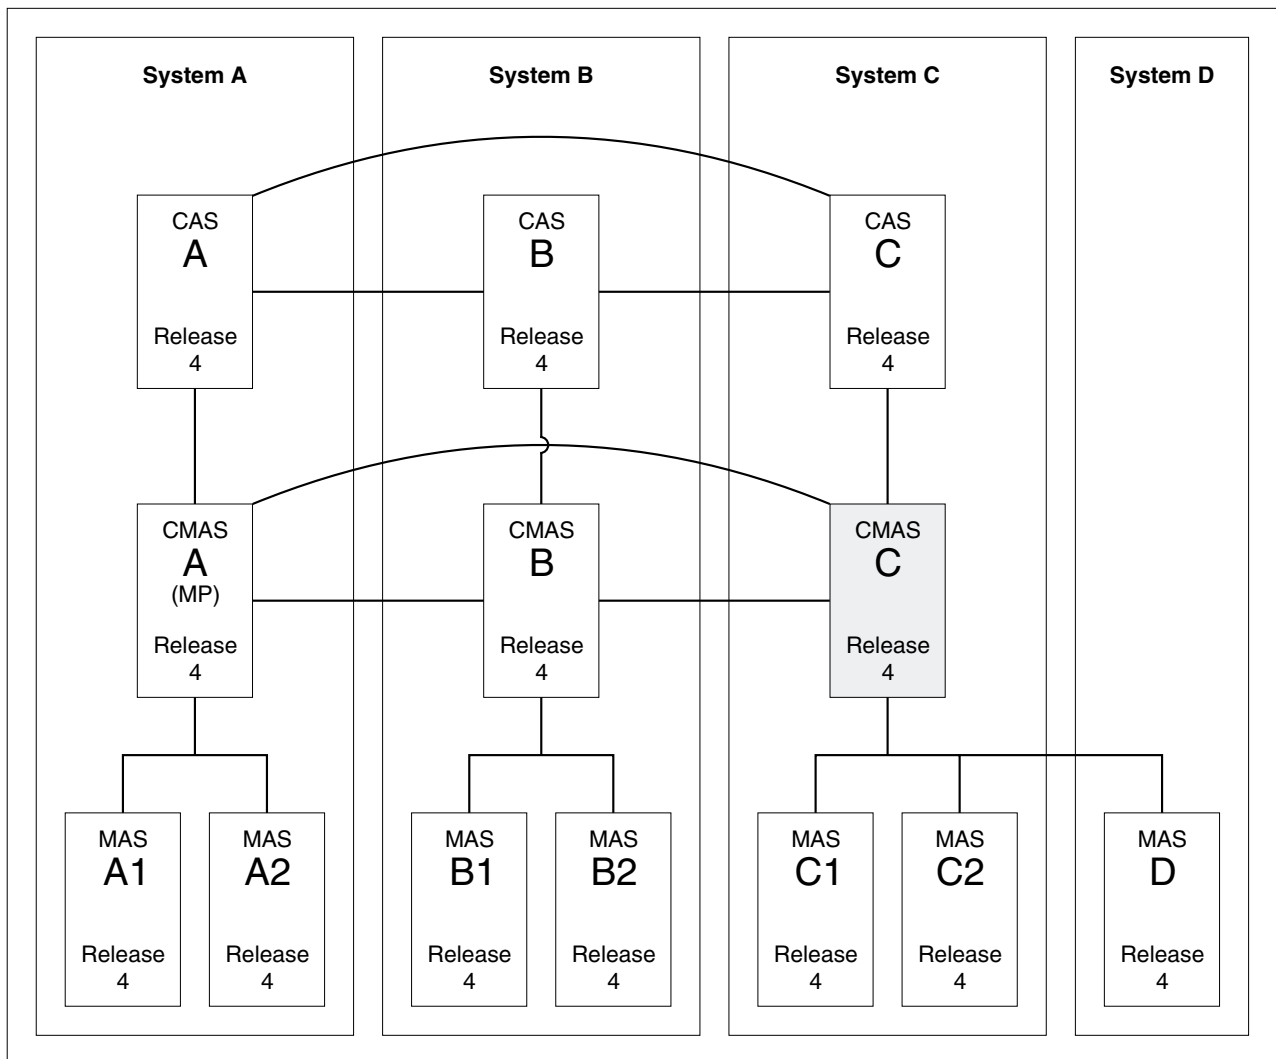 System A
System B
System C
System D
CAS
A
Release
4
CAS
B
Release
4
CAS
C
Release
4
CMAS
A
(MP)
Release
4
CMAS
B
Release
4
CMAS
C
Release
4
MAS
A1
Release
4
MAS
A2
Release
4
MAS
B1
Release
4
MAS
B2
Release
4
MAS
C1
Release
4
MAS
C2
Release
4
MAS
D
Release
4